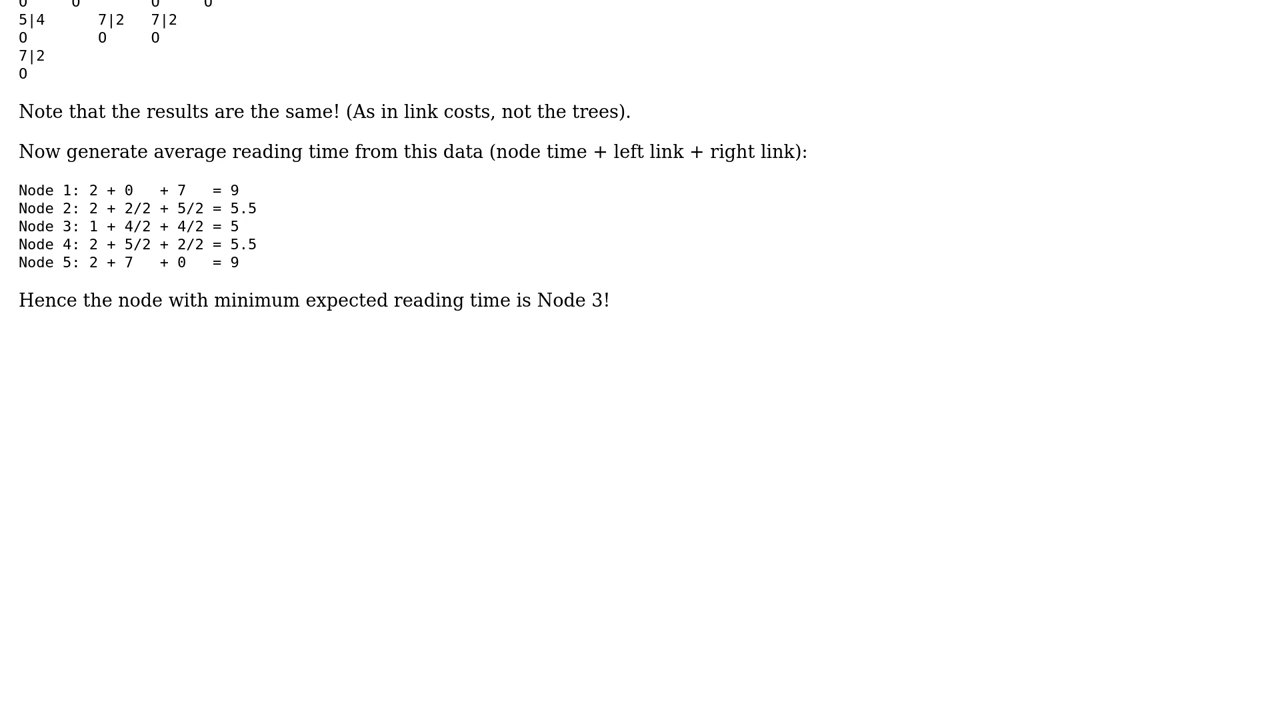 O     O        O     O
5|4      7|2   7|2
O        O     O
7|2
O
Note that the results are the same! (As in link costs, not the trees).
Now generate average reading time from this data (node time + left link + right link):
Node 1: 2 + 0   + 7   = 9
Node 2: 2 + 2/2 + 5/2 = 5.5
Node 3: 1 + 4/2 + 4/2 = 5
Node 4: 2 + 5/2 + 2/2 = 5.5
Node 5: 2 + 7   + 0   = 9
Hence the node with minimum expected reading time is Node 3!